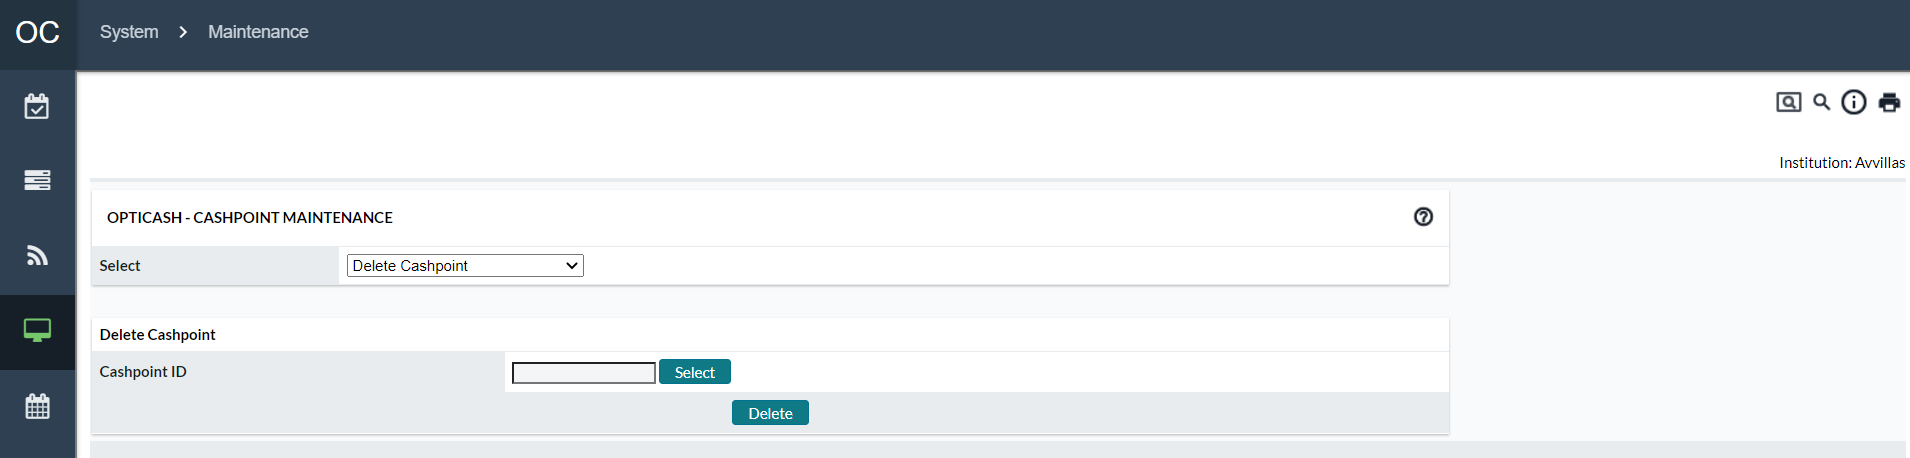 OC System Maintenance
Institution: Avvillas
OPTICASH - CASHPOINT MAINTENANCE
Select Delete Cashpoint
Delete Cashpoint
Cashpoint ID Select
Delete